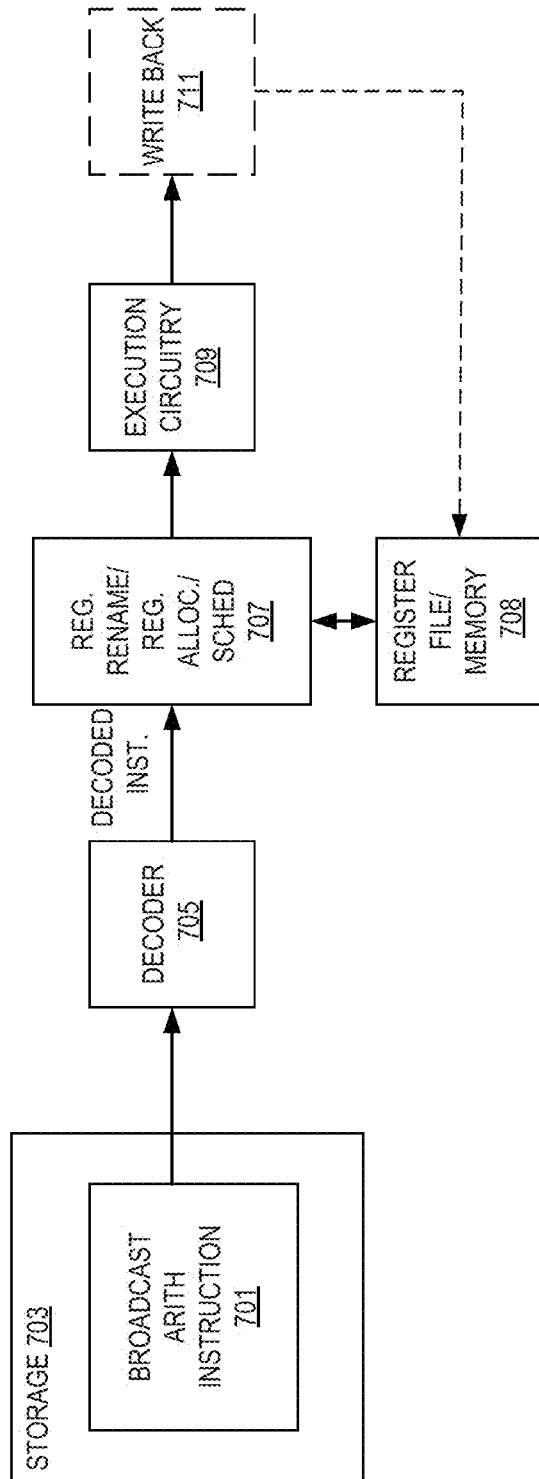 STORAGE 703
BROADCAST
ARITH
INSTRUCTION
701
DECODER
705
DECODED
INST.
REG.
RENAME/
REG.
ALLOC./
SCHED
707
REGISTER
FILE/
MEMORY
708
EXECUTION
CIRCUITRY
709
WRITE BACK
711